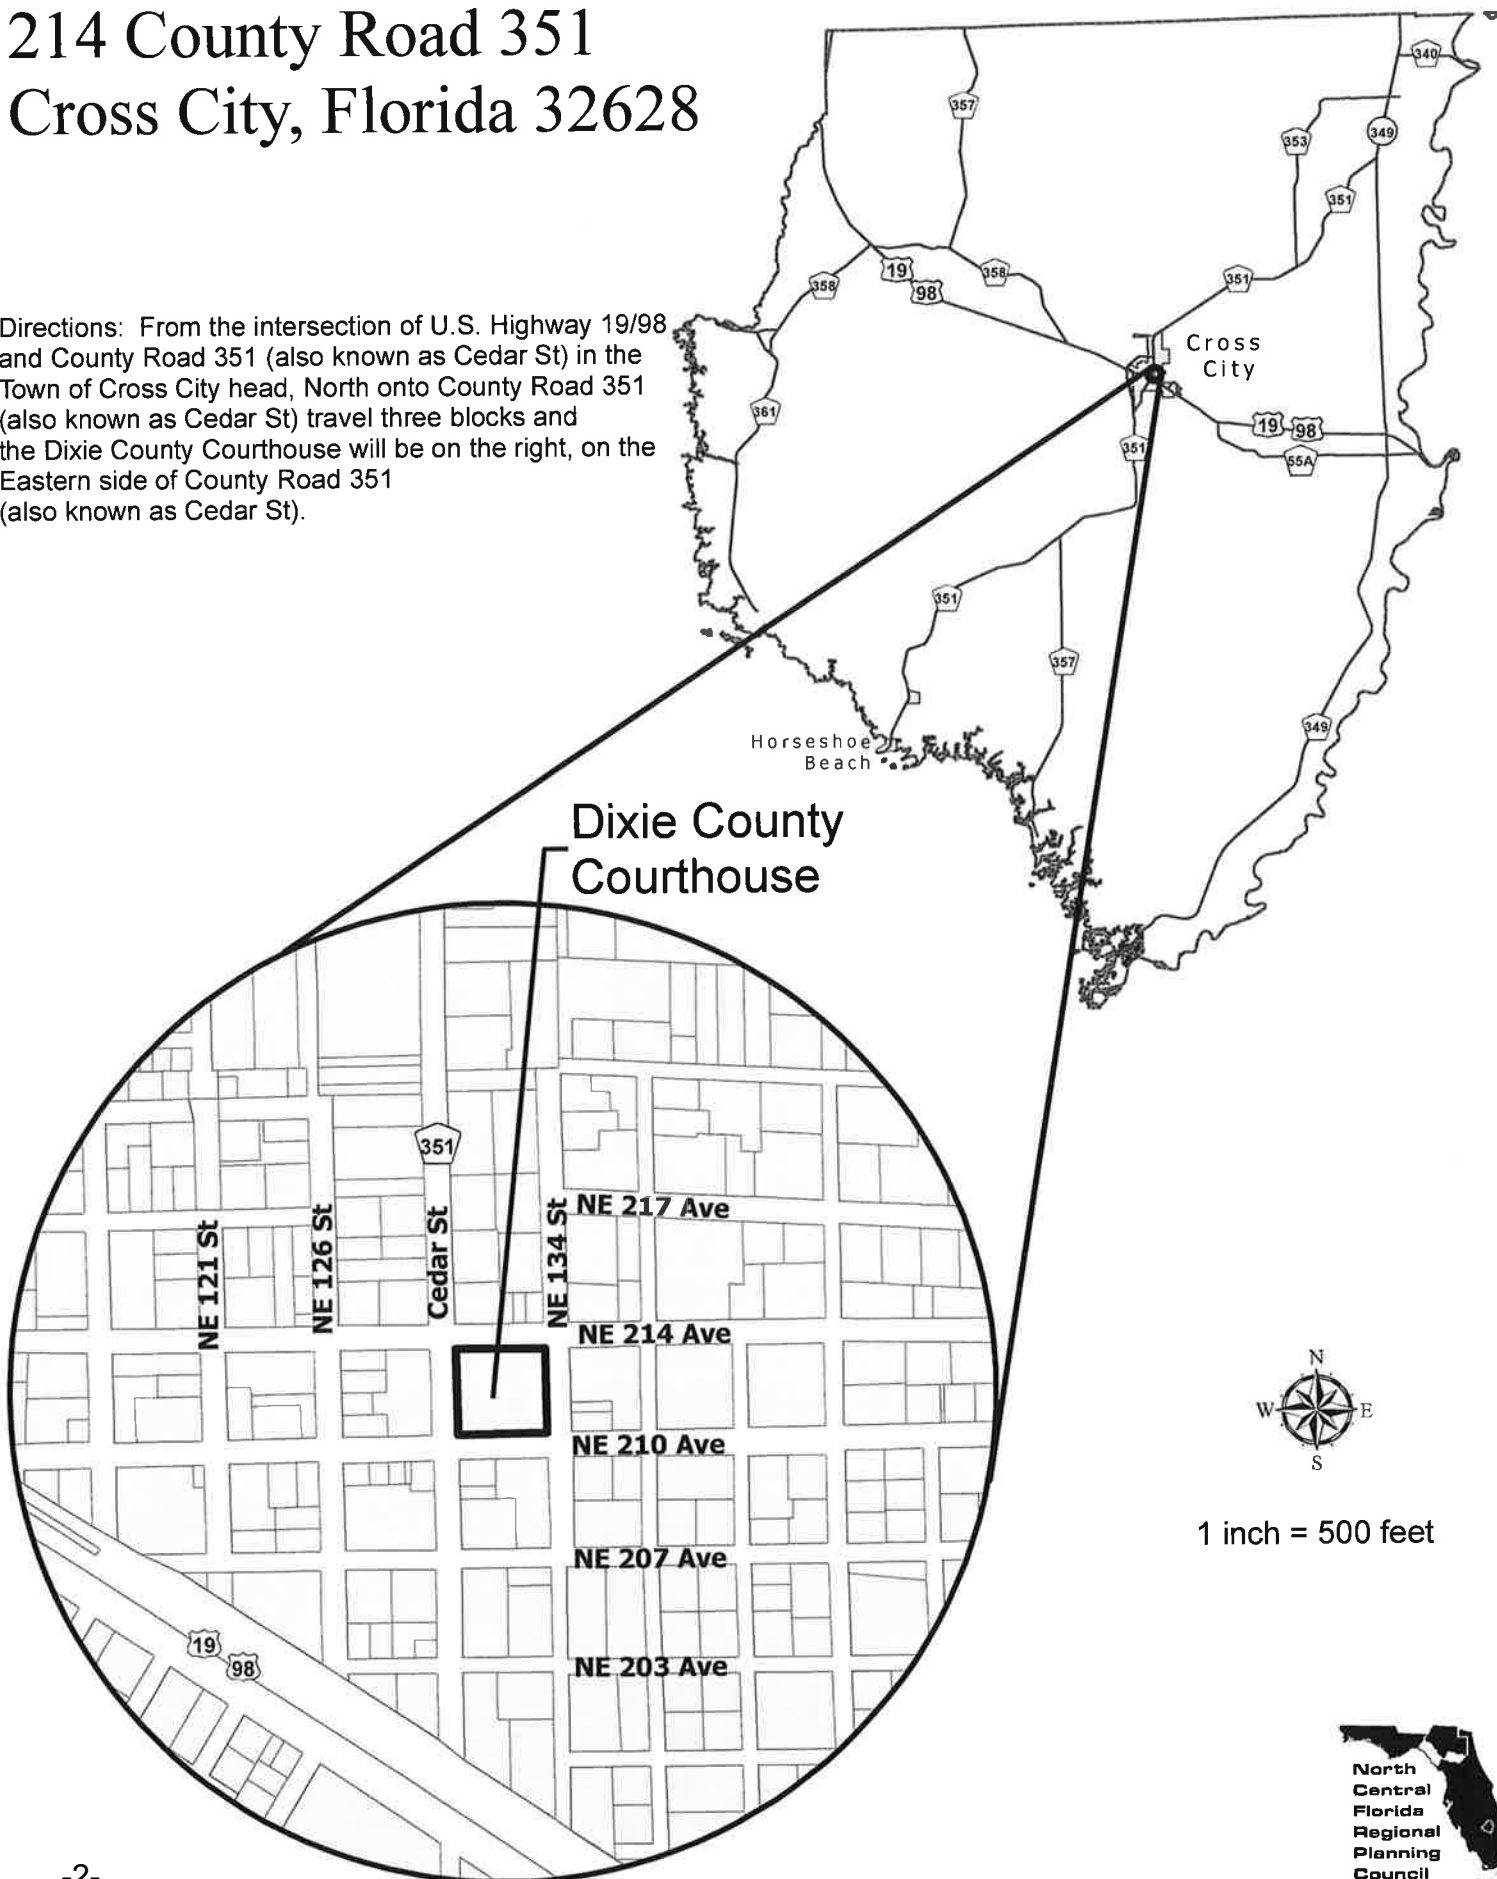 214 County Road 351
Cross City, Florida 32628
Directions:  From the intersection of U.S. Highway 19/98
and County Road 351 (also known as Cedar St) in the
Town of Cross City head, North onto County Road 351
(also known as Cedar St) travel three blocks and
the Dixie County Courthouse will be on the right, on the
Eastern side of County Road 351
(also known as Cedar St).
340
357
353
349
351
19
98
358
358
351
Cross
City
361
351
19
98
55A
351
357
349
Horseshoe
Beach
Dixie County
Courthouse
351
NE 121 St
NE 126 St
Cedar St
NE 134 St
NE 217 Ave
NE 214 Ave
NE 210 Ave
NE 207 Ave
NE 203 Ave
19
98
N
W
E
S
1 inch = 500 feet
North
Central
Florida
Regional
Planning
Council
-2-